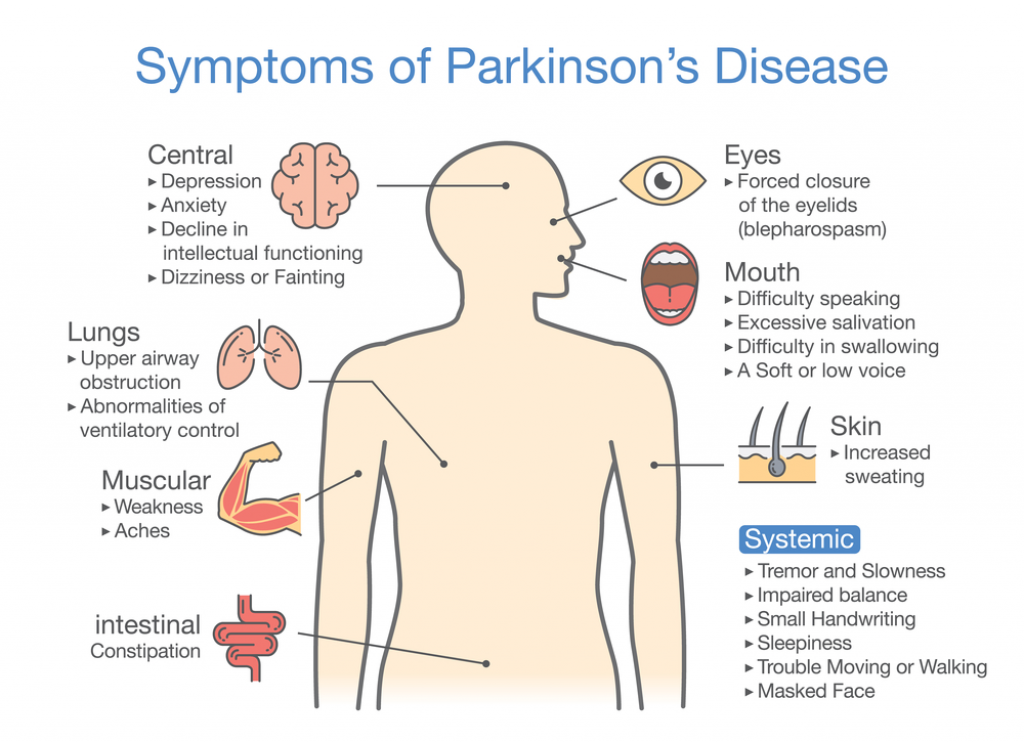 Symptoms of Parkinson's Disease
Central
▸ Depression
▸ Anxiety
▸ Decline in
intellectual functioning
▸ Dizziness or Fainting
Lungs
▸ Upper airway
obstruction
▸ Abnormalities of
ventilatory control
Muscular
▸ Weakness
▸ Aches
intestinal
Constipation
Eyes
▸ Forced closure
of the eyelids
(blepharospasm)
Mouth
▸ Difficulty speaking
▸ Excessive salivation
▸ Difficulty in swallowing
▸ A Soft or low voice
Skin
▸ Increased
sweating
Systemic
▸ Tremor and Slowness
▸ Impaired balance
▸ Small Handwriting
▸ Sleepiness
▸ Trouble Moving or Walking
▸ Masked Face